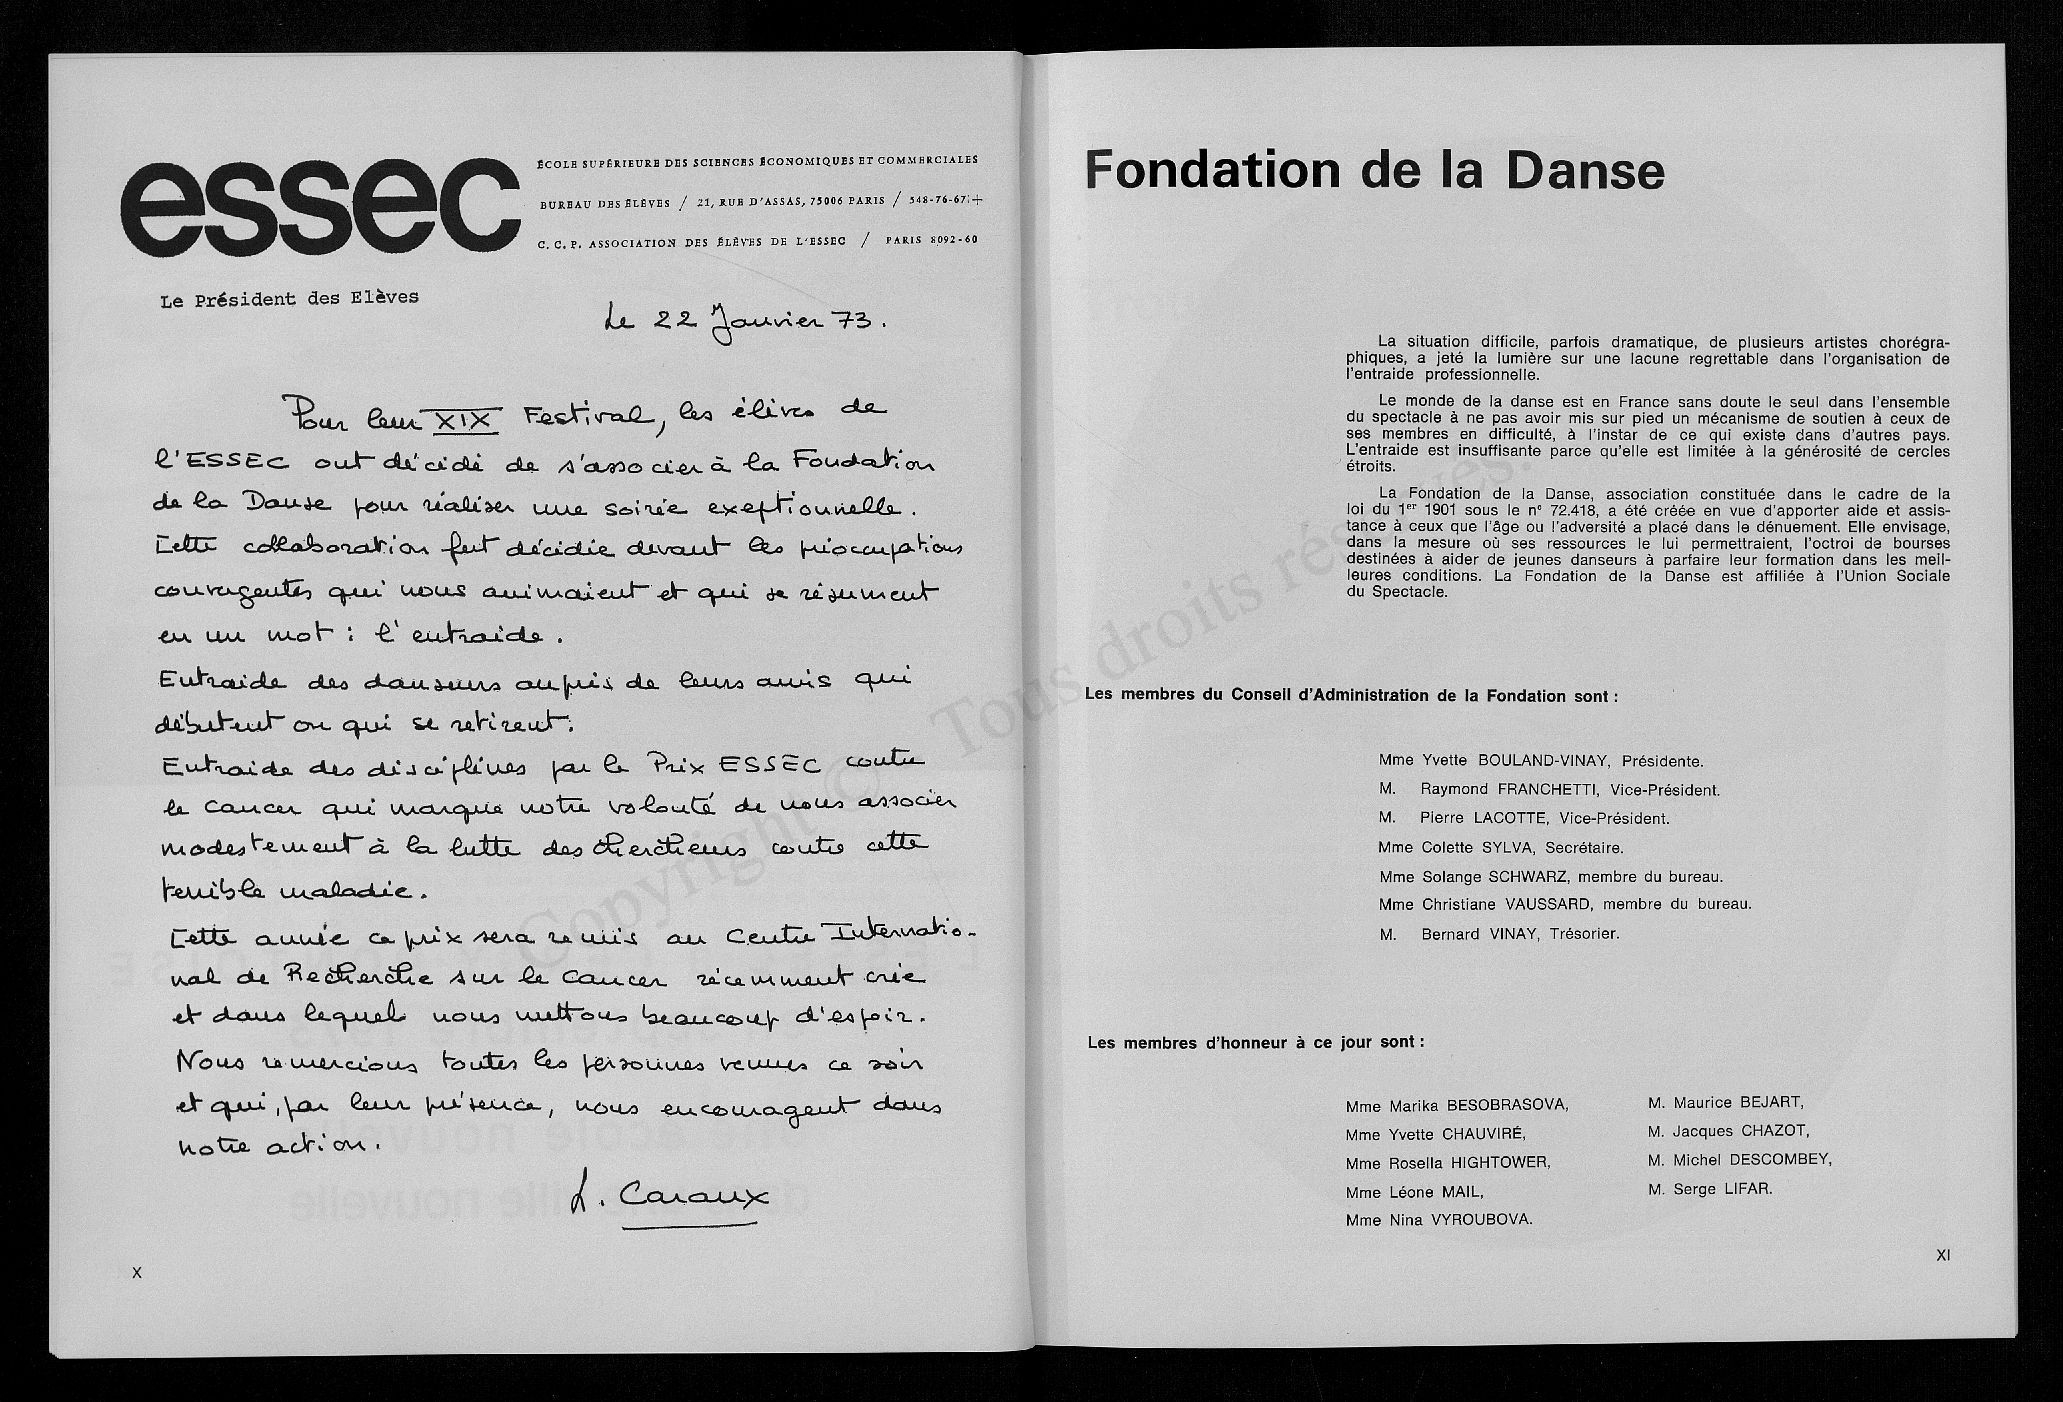 essec
ÉCOLE SUPÉRIEURE DES SCIENCES ÉCONOMIQUES ET COMMERCIALES
BUREAU DES ÉLÈVES / 21, RUE D'ASSAS, 75006 PARIS / 548-76-67+
C. C. P. ASSOCIATION DES ÉLÈVES DE L'ESSEC / PARIS 8092-60
Le Président des Elèves
Le 22 Janvier 73.
Pour leur XIX Festival, les élèves de
l'ESSEC ont décidé de s'associer à la Fondation
de la Danse pour réaliser une soirée exeptionnelle.
Cette collaboration fut décidée devant les préoccupations
convergentes qui nous animaient et qui se résument
en un mot : l'entraide.
Entraide des danseurs auprès de leurs amis qui
débutent ou qui se retirent.
Entraide des disciplines par le Prix ESSEC contre
le cancer qui marque notre volonté de nous associer
modestement à la lutte des chercheurs contre cette
terrible maladie.
Cette année ce prix sera remis au Centre Internatio-
nal de Recherche sur le Cancer récemment crée
et dans lequel nous mettons beaucoup d'espoir.
Nous remercions toutes les personnes venues ce soir
et qui, par leur présence, nous encouragent dans
notre action.
L. Caraux
X
Fondation de la Danse
La situation difficile, parfois dramatique, de plusieurs artistes chorégra-
phiques, a jeté la lumière sur une lacune regrettable dans l'organisation de
l'entraide professionnelle.
Le monde de la danse est en France sans doute le seul dans l'ensemble
du spectacle à ne pas avoir mis sur pied un mécanisme de soutien à ceux de
ses membres en difficulté, à l'instar de ce qui existe dans d'autres pays.
L'entraide est insuffisante parce qu'elle est limitée à la générosité de cercles
étroits.
La Fondation de la Danse, association constituée dans le cadre de la
loi du 1er 1901 sous le n° 72.418, a été créée en vue d'apporter aide et assis-
tance à ceux que l'âge ou l'adversité a placé dans le dénuement. Elle envisage,
dans la mesure où ses ressources le lui permettraient, l'octroi de bourses
destinées à aider de jeunes danseurs à parfaire leur formation dans les meil-
leures conditions. La Fondation de la Danse est affiliée à l'Union Sociale
du Spectacle.
Les membres du Conseil d'Administration de la Fondation sont :
Mme Yvette BOULAND-VINAY, Présidente.
M. Raymond FRANCHETTI, Vice-Président.
M. Pierre LACOTTE, Vice-Président.
Mme Colette SYLVA, Secrétaire.
Mme Solange SCHWARZ, membre du bureau.
Mme Christiane VAUSSARD, membre du bureau.
M. Bernard VINAY, Trésorier.
Les membres d'honneur à ce jour sont :
Mme Marika BESOBRASOVA,
Mme Yvette CHAUVIRÉ,
Mme Rosella HIGHTOWER,
Mme Léone MAIL,
Mme Nina VYROUBOVA.
M. Maurice BEJART,
M. Jacques CHAZOT,
M. Michel DESCOMBEY,
M. Serge LIFAR.
XI
Copyright © Tous droits réservés.